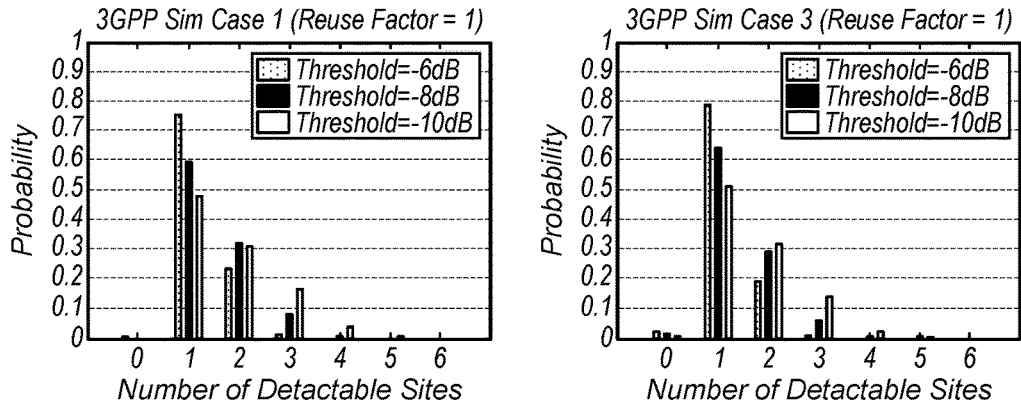 3GPP Sim Case 1 (Reuse Factor = 1)
1
0.9
0.8
0.7
0.6
0.5
0.4
0.3
0.2
0.1
0
Probability
Threshold=-6dB
Threshold=-8dB
Threshold=-10dB
0 1 2 3 4 5 6
Number of Detactable Sites
3GPP Sim Case 3 (Reuse Factor = 1)
1
0.9
0.8
0.7
0.6
0.5
0.4
0.3
0.2
0.1
0
Probability
Threshold=-6dB
Threshold=-8dB
Threshold=-10dB
0 1 2 3 4 5 6
Number of Detactable Sites